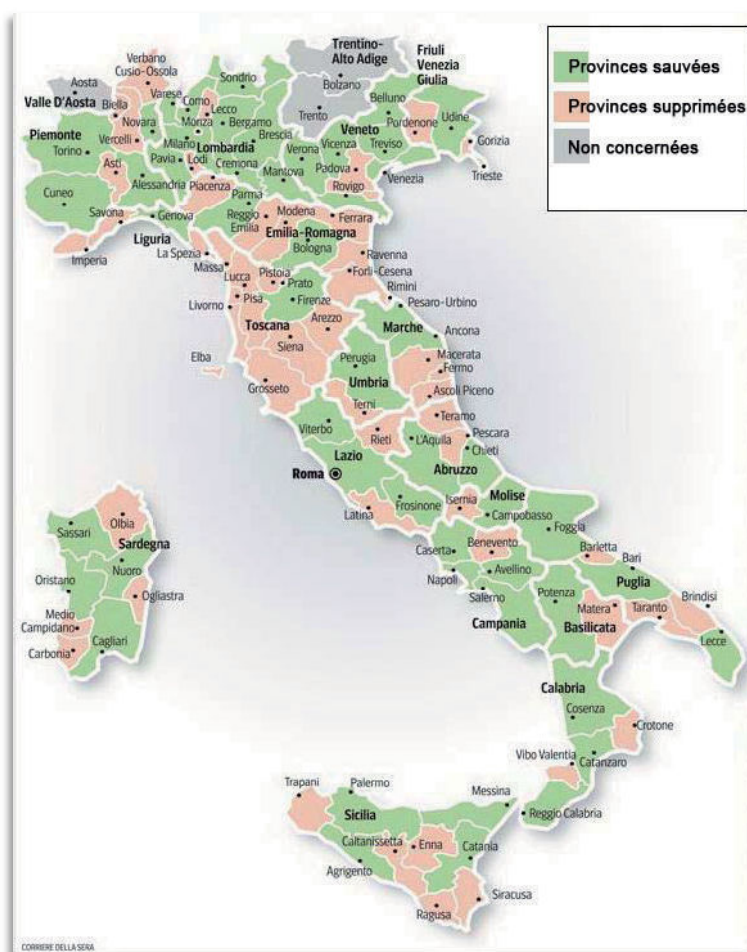 Provinces sauvées
Provinces supprimées
Non concernées
Trentino-
Alto Adige
Bolzano
Trento
Friuli
Venezia
Giulia
Verbano
Cusio-Ossola
Aosta
Valle D'Aosta
Biella
Varese
Como
Lecco
Sondrio
Belluno
Udine
Pordenone
Gorizia
Trieste
Piemonte
Novara
Monza
Bergamo
Brescia
Veneto
Treviso
Vercelli
Milano
Lombardia
Verona
Vicenza
Padova
Venezia
Torino
Asti
Pavia
Lodi
Cremona
Mantova
Rovigo
Cuneo
Alessandria
Piacenza
Savona
Genova
Parma
Reggio
Emilia
Modena
Ferrara
Emilia-Romagna
Bologna
Imperia
Liguria
La Spezia
Ravenna
Forlì-Cesena
Massa
Lucca
Pistoia
Prato
Rimini
Livorno
Pisa
Firenze
Pesaro-Urbino
Toscana
Arezzo
Marche
Ancona
Siena
Macerata
Fermo
Elba
Perugia
Umbria
Grosseto
Ascoli Piceno
Terni
Teramo
Viterbo
Rieti
L'Aquila
Pescara
Chieti
Lazio
Abruzzo
Roma
Frosinone
Latina
Isernia
Molise
Campobasso
Foggia
Benevento
Barletta
Bari
Caserta
Avellino
Napoli
Salerno
Puglia
Brindisi
Potenza
Matera
Taranto
Campania
Basilicata
Lecce
Olbia
Sassari
Sardegna
Nuoro
Oristano
Ogliastra
Medio
Campidano
Carbonia
Cagliari
Calabria
Cosenza
Crotone
Vibo Valentia
Catanzaro
Reggio Calabria
Trapani
Palermo
Messina
Sicilia
Caltanissetta
Enna
Catania
Agrigento
Siracusa
Ragusa
CORRIERE DELLA SERA